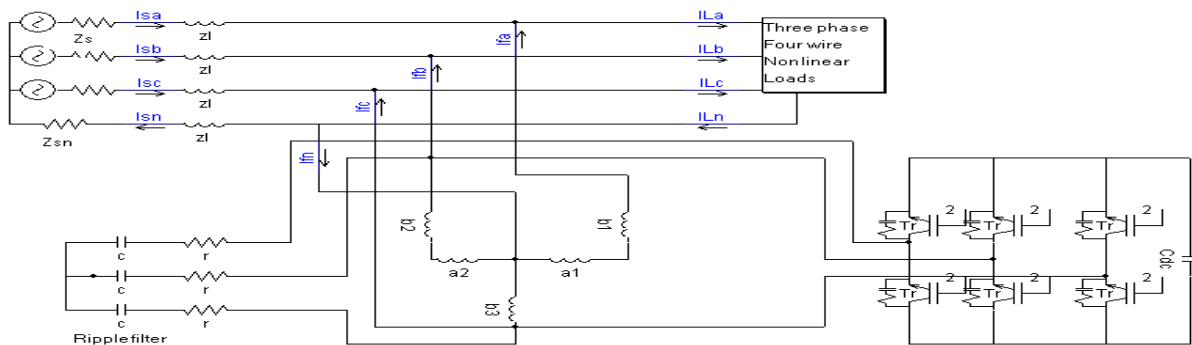 Isa
ILa
Zs
zl
Ifa
Three phase
Four wire
Nonlinear
Loads
Isb
ILb
zl
Ifb
Isc
ILc
zl
Ifc
Isn
ILn
Zsn
zl
Ifn
b2
b1
a2
a1
b3
c
r
c
r
c
r
Ripplefilter
2
2
2
Tr
Tr
Tr
Cdc
2
2
2
Tr
Tr
Tr